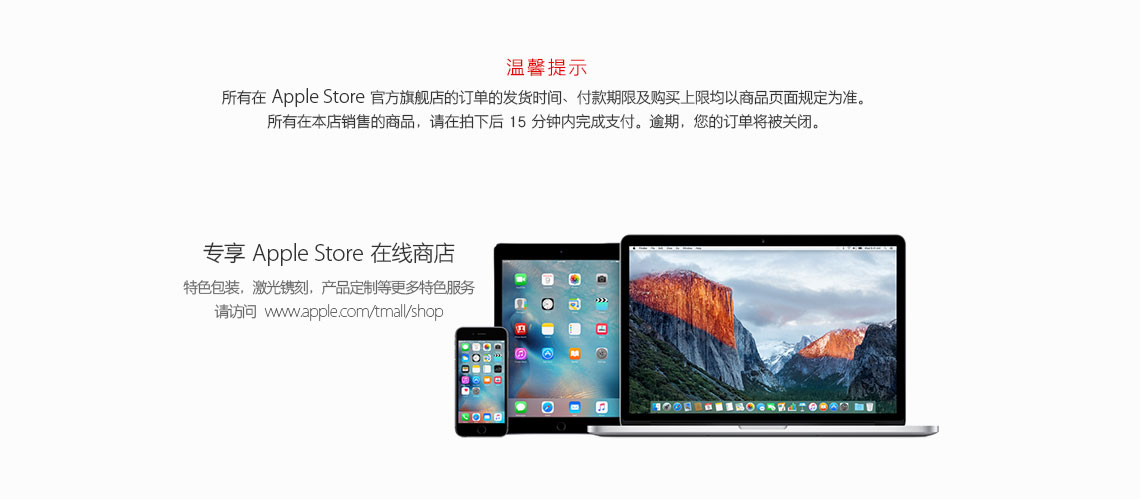 温馨提示
所有在 Apple Store 官方旗舰店的订单的发货时间、付款期限及购买上限均以商品页面规定为准。
所有在本店销售的商品，请在拍下后 15 分钟内完成支付。逾期，您的订单将被关闭。
专享 Apple Store 在线商店
特色包装，激光镌刻，产品定制等更多特色服务
请访问 www.apple.com/tmall/shop